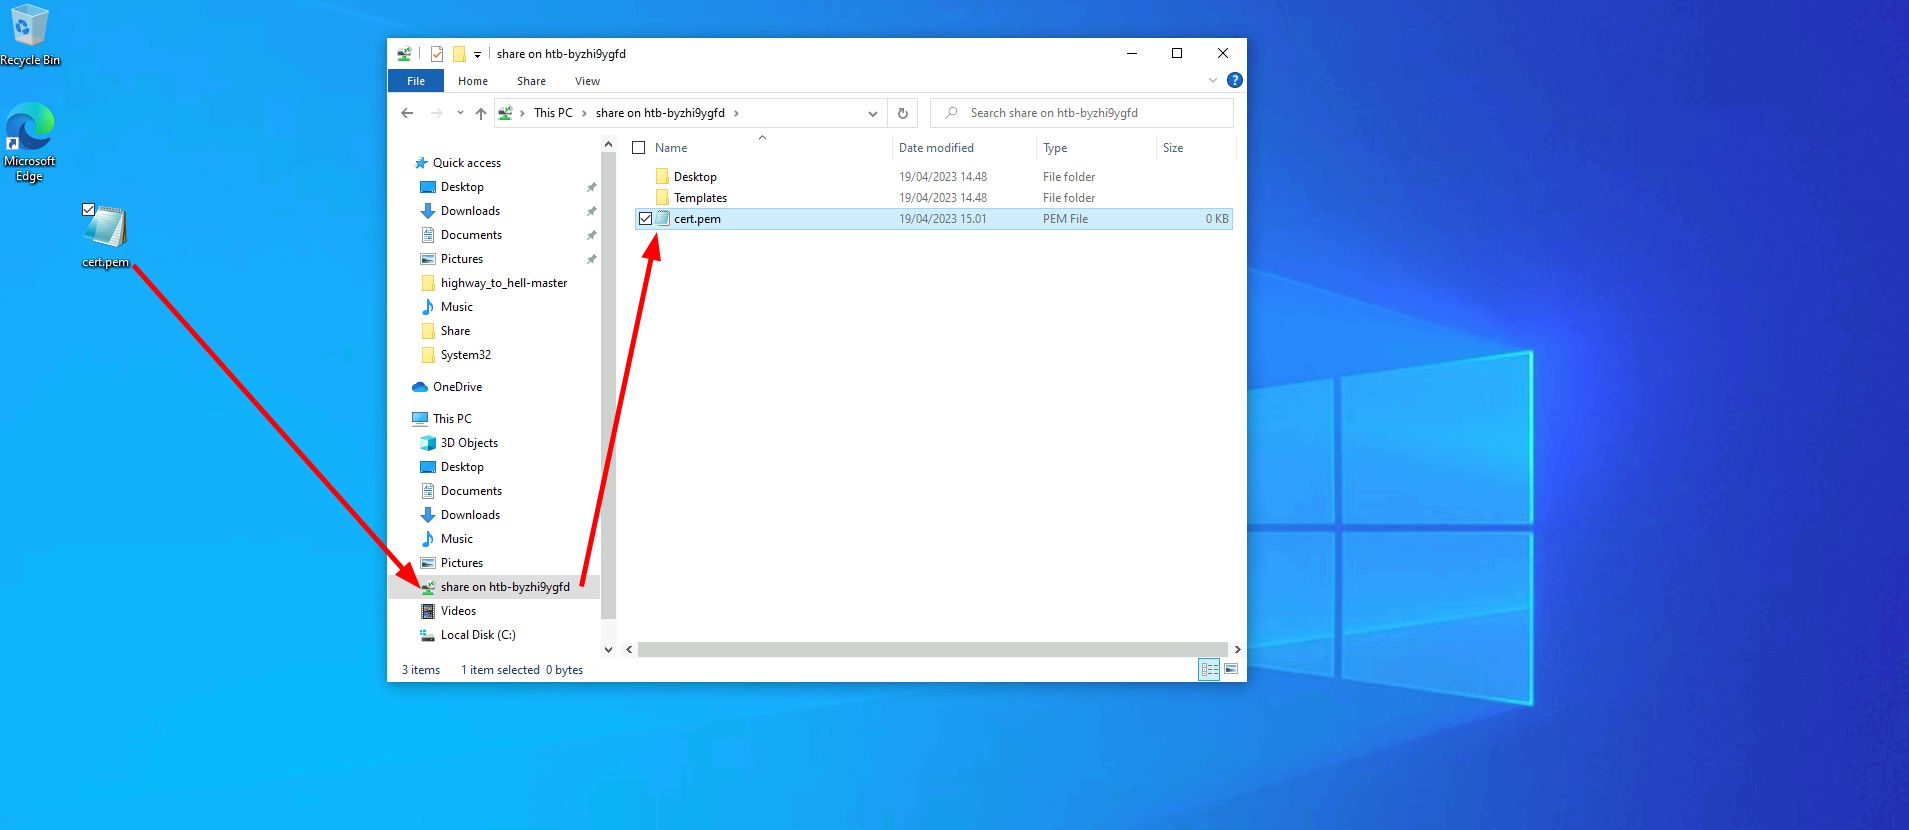 Recycle Bin
Microsoft
Edge
cert.pem
share on htb-byzhi9ygfd
File Home Share View
This PC share on htb-byzhi9ygfd
Search share on htb-byzhi9ygfd
Quick access
Desktop
Downloads
Documents
Pictures
highway_to_hell-master
Music
Share
System32
OneDrive
This PC
3D Objects
Desktop
Documents
Downloads
Music
Pictures
share on htb-byzhi9ygfd
Videos
Local Disk (C:)
Name Date modified Type Size
Desktop 19/04/2023 14.48 File folder
Templates 19/04/2023 14.48 File folder
cert.pem 19/04/2023 15.01 PEM File 0 KB
3 items 1 item selected 0 bytes